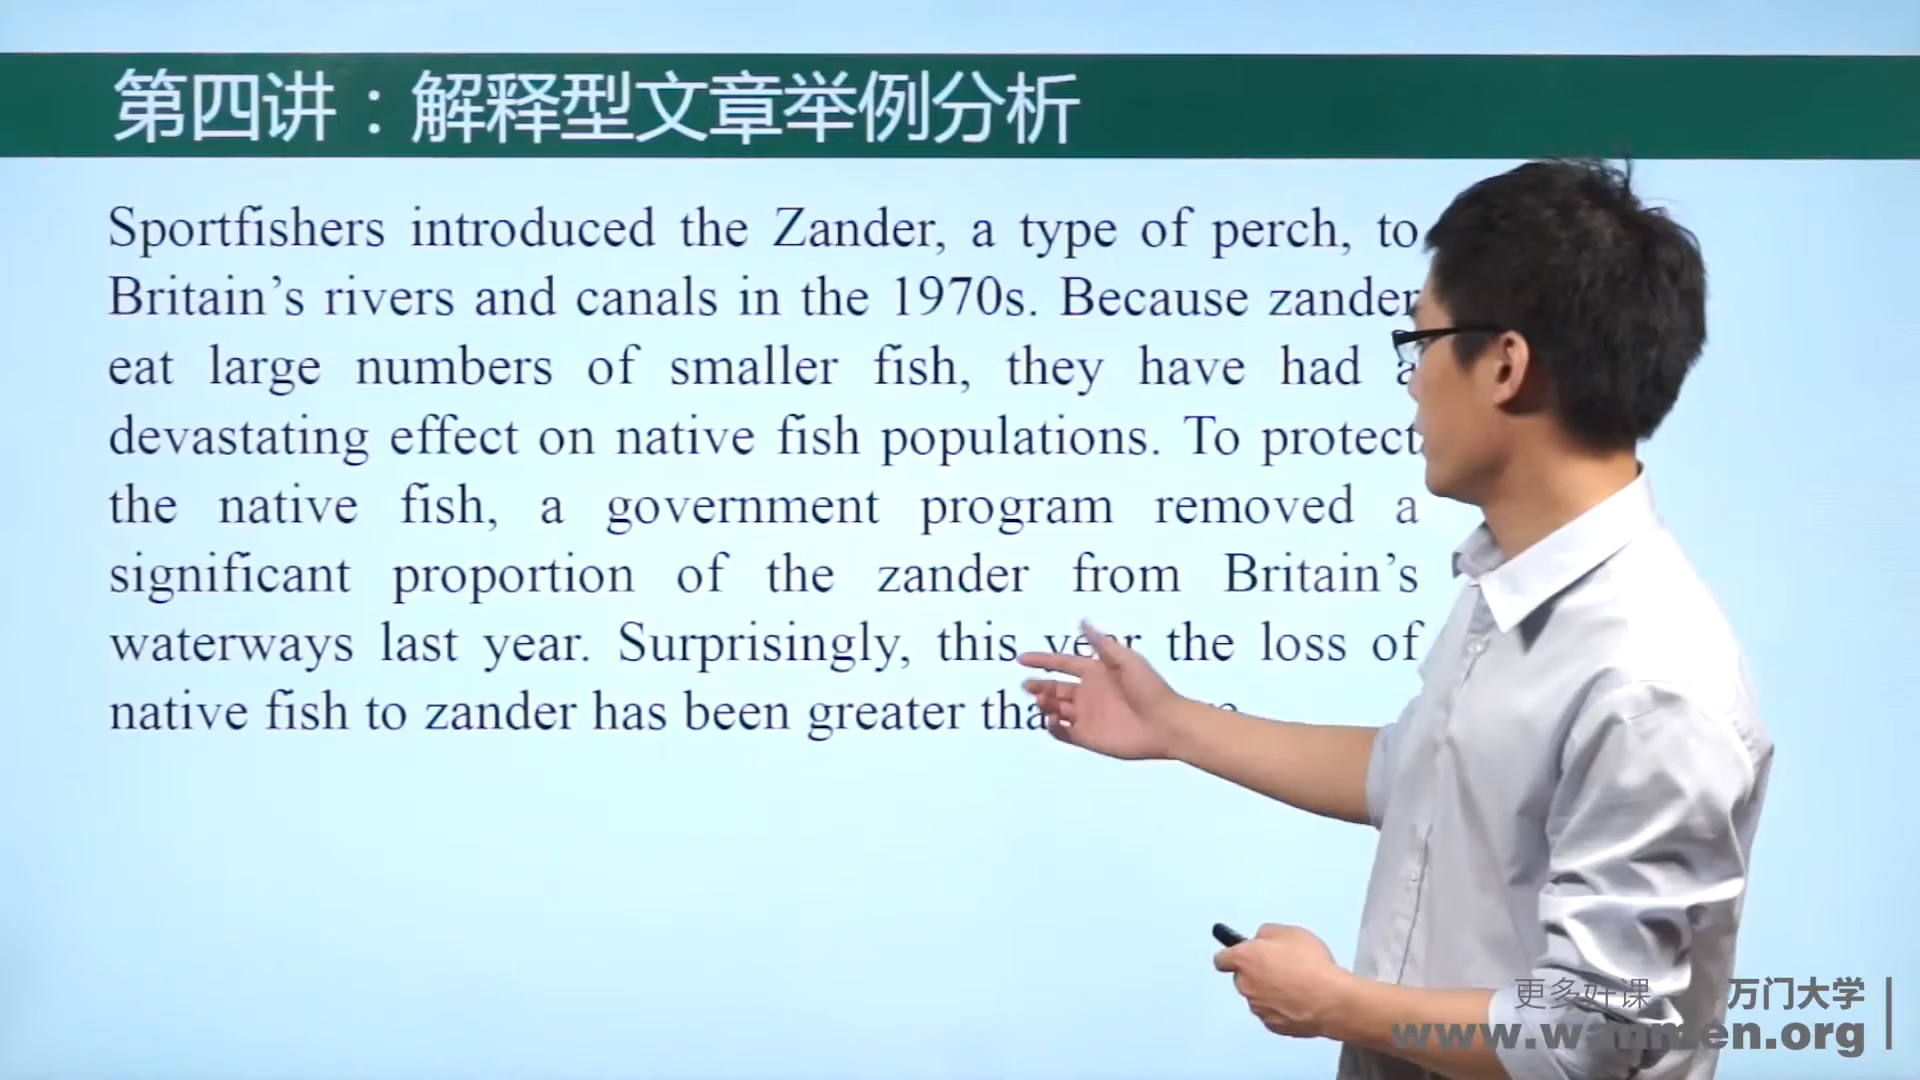 第四讲：解释型文章举例分析
Sportfishers introduced the Zander, a type of perch, to
Britain’s rivers and canals in the 1970s. Because zander
eat large numbers of smaller fish, they have had a
devastating effect on native fish populations. To protect
the native fish, a government program removed a
significant proportion of the zander from Britain’s
waterways last year. Surprisingly, this year the loss of
native fish to zander has been greater than
更多好课 万门大学
www.wanmen.org